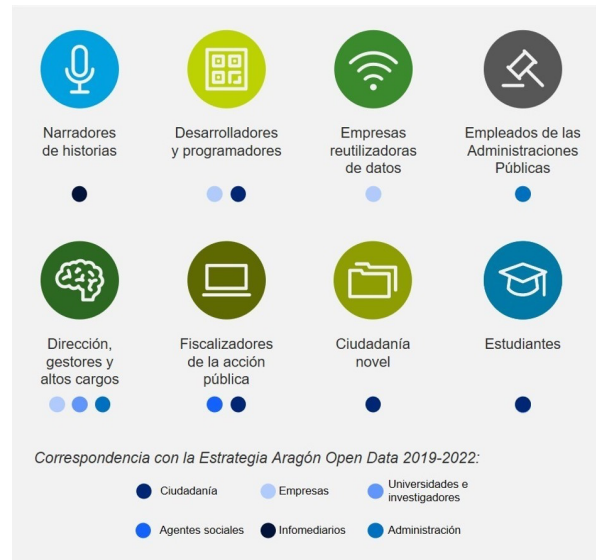 Narradores
de historias
Desarrolladores
y programadores
Empresas
reutilizadoras
de datos
Empleados de las
Administraciones
Públicas
Dirección,
gestores y
altos cargos
Fiscalizadores
de la acción
pública
Ciudadanía
novel
Estudiantes
Correspondencia con la Estrategia Aragón Open Data 2019-2022:
Ciudadanía
Empresas
Universidades e
investigadores
Agentes sociales
Infomediarios
Administración